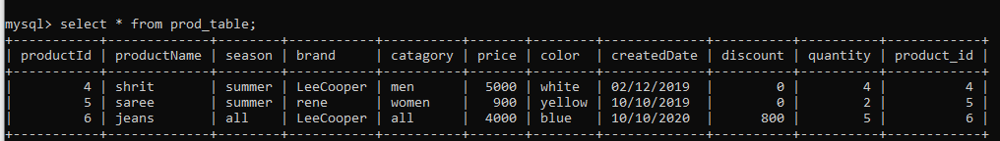 mysql> select * from prod_table;
+-----------+-------------+--------+-----------+----------+-------+--------+-------------+----------+----------+------------+
| productId | productName | season | brand     | catagory | price | color  | createdDate | discount | quantity | product_id |
+-----------+-------------+--------+-----------+----------+-------+--------+-------------+----------+----------+------------+
|         4 | shrit       | summer | LeeCooper | men      |  5000 | white  | 02/12/2019  |        0 |        4 |          4 |
|         5 | saree       | summer | rene      | women    |   900 | yellow | 10/10/2019  |        0 |        2 |          5 |
|         6 | jeans       | all    | LeeCooper | all      |  4000 | blue   | 10/10/2020  |      800 |        5 |          6 |
+-----------+-------------+--------+-----------+----------+-------+--------+-------------+----------+----------+------------+